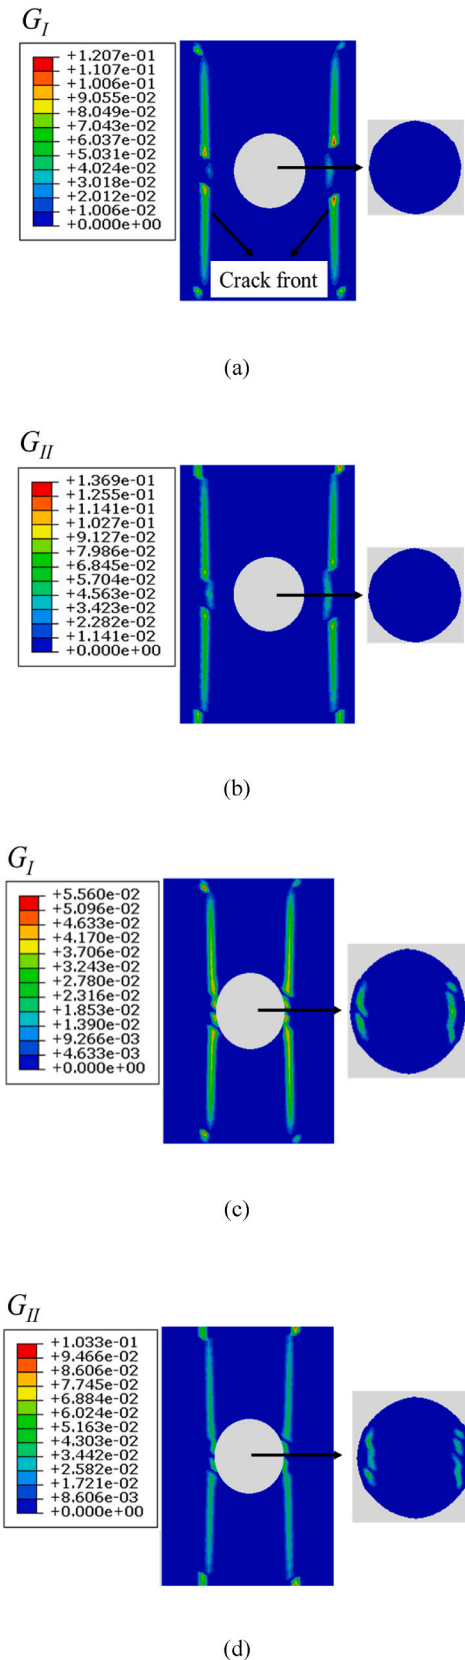 G_I
+1.207e-01
+1.107e-01
+1.006e-01
+9.055e-02
+8.049e-02
+7.043e-02
+6.037e-02
+5.031e-02
+4.024e-02
+3.018e-02
+2.012e-02
+1.006e-02
+0.000e+00
Crack front
(a)
G_II
+1.369e-01
+1.255e-01
+1.141e-01
+1.027e-01
+9.127e-02
+7.986e-02
+6.845e-02
+5.704e-02
+4.563e-02
+3.423e-02
+2.282e-02
+1.141e-02
+0.000e+00
(b)
G_I
+5.560e-02
+5.096e-02
+4.633e-02
+4.170e-02
+3.706e-02
+3.243e-02
+2.780e-02
+2.316e-02
+1.853e-02
+1.390e-02
+9.266e-03
+4.633e-03
+0.000e+00
(c)
G_II
+1.033e-01
+9.466e-02
+8.606e-02
+7.745e-02
+6.884e-02
+6.024e-02
+5.163e-02
+4.303e-02
+3.442e-02
+2.582e-02
+1.721e-02
+8.606e-03
+0.000e+00
(d)